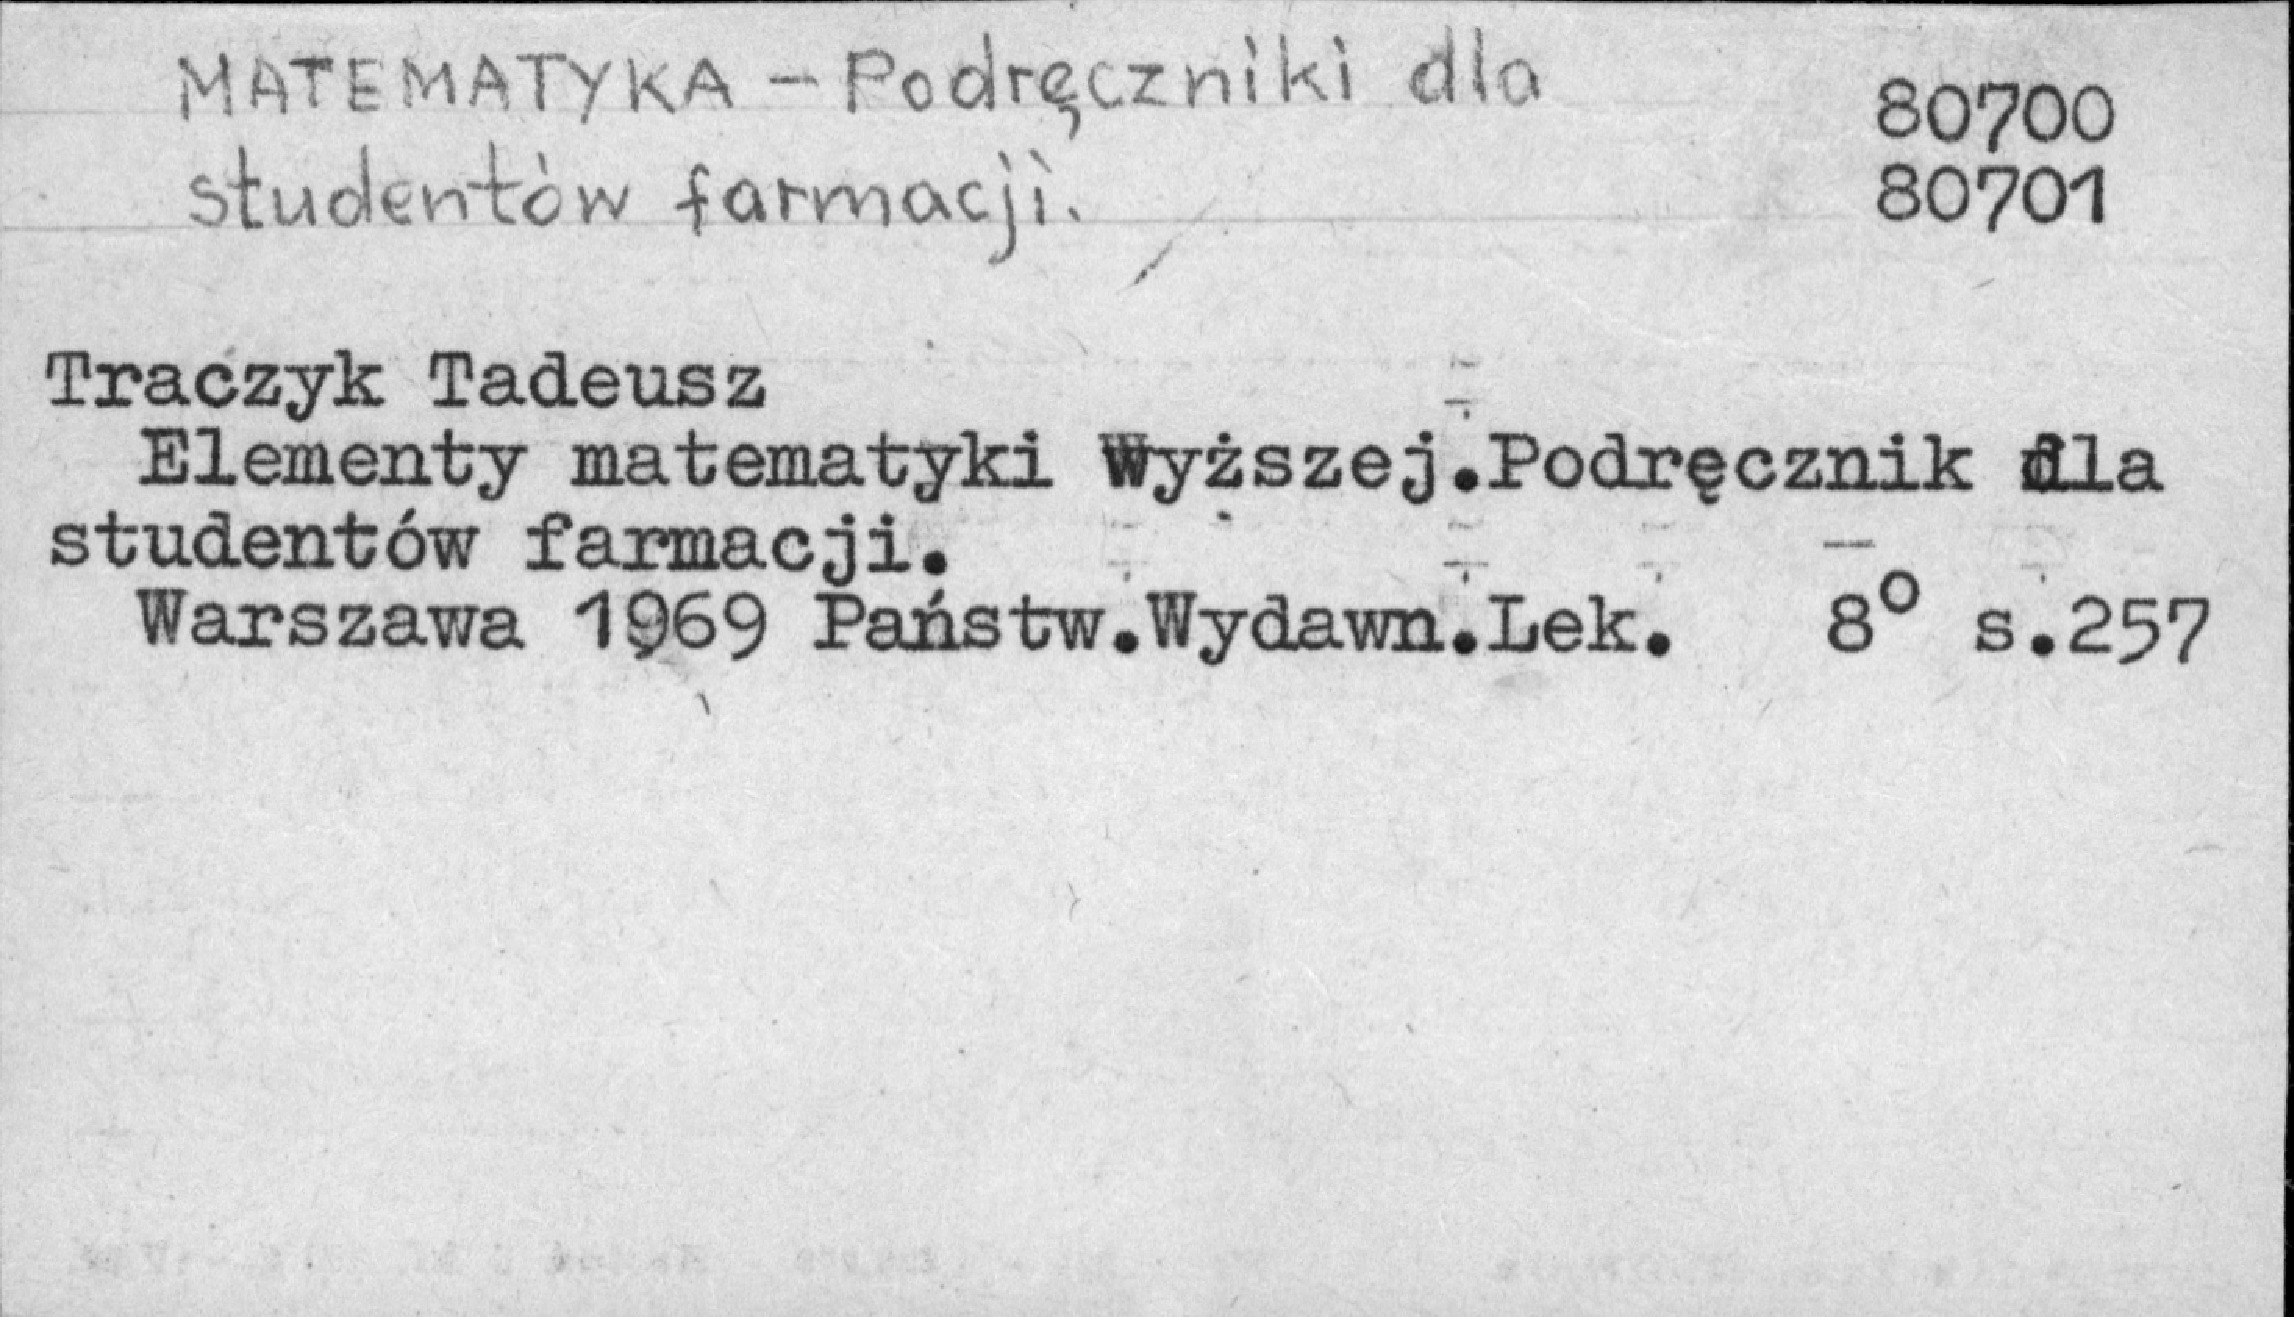 MATEMATYKA - Podręczniki dla
studentów farmacji.
80700
80701
Traczyk Tadeusz
Elementy matematyki Wyższej.Podręcznik dla
studentów farmacji.
Warszawa 1969 Państw.Wydawn.Lek. 8° s.257